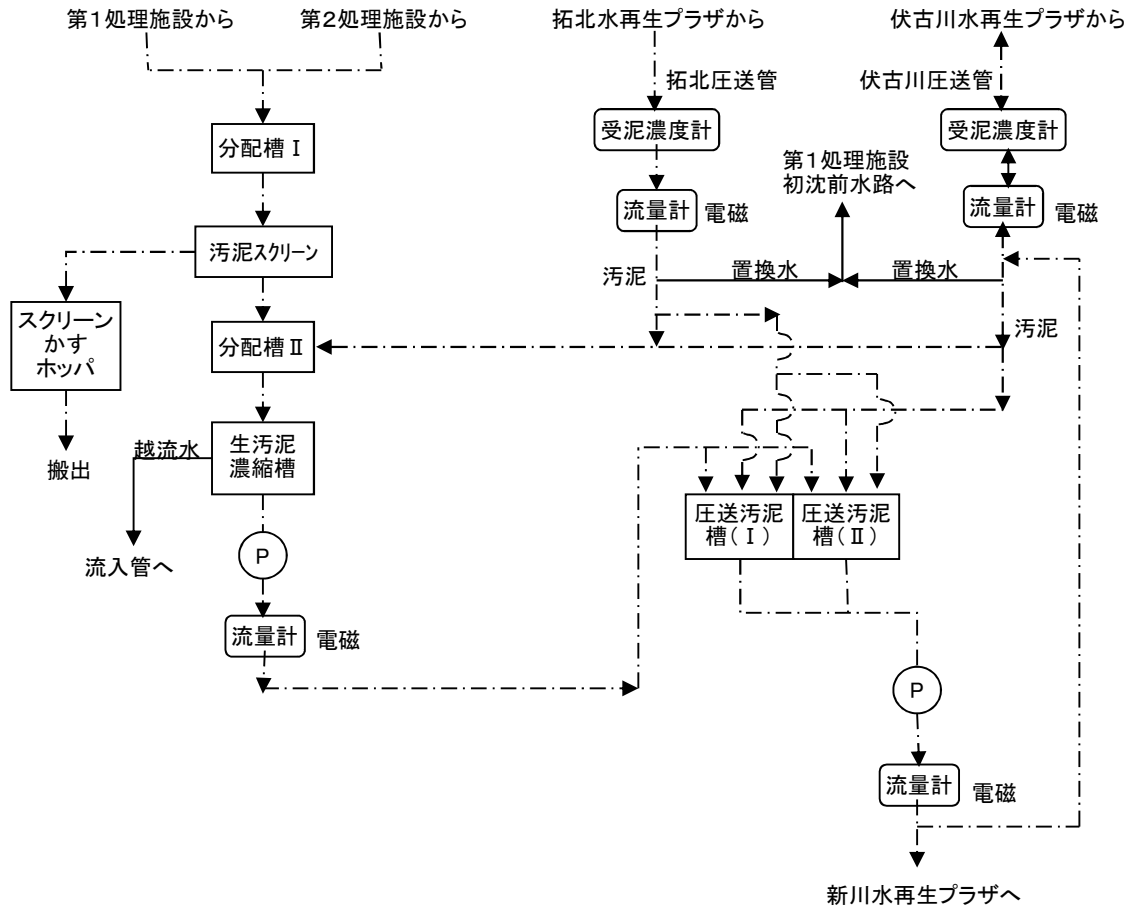 第1処理施設から
第2処理施設から
拓北水再生プラザから
伏古川水再生プラザから
拓北圧送管
伏古川圧送管
受泥濃度計
受泥濃度計
分配槽Ⅰ
第1処理施設
初沈前水路へ
流量計
電磁
流量計
電磁
汚泥スクリーン
汚泥
置換水
置換水
スクリーン
かす
ホッパ
分配槽Ⅱ
汚泥
搬出
越流水
生汚泥
濃縮槽
圧送汚泥
槽(Ⅰ)
圧送汚泥
槽(Ⅱ)
P
流入管へ
流量計
電磁
P
流量計
電磁
新川水再生プラザへ